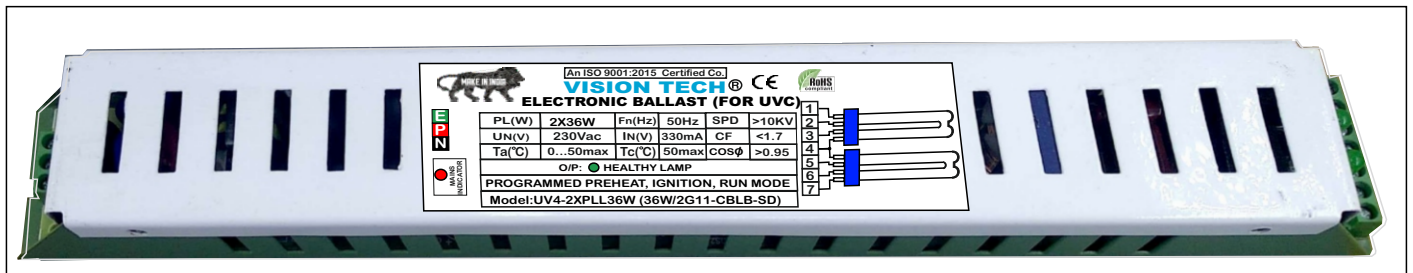 MAKE IN INDIA
An ISO 9001:2015 Certified Co.
VISION TECH® CE
RoHS
compliant
ELECTRONIC BALLAST (FOR UVC)
E
P
N
PL(W) 2X36W Fn(Hz) 50Hz SPD >10KV
UN(V) 230Vac IN(V) 330mA CF <1.7
Ta(℃) 0...50max Tc(℃) 50max COSϕ >0.95
O/P: HEALTHY LAMP
PROGRAMMED PREHEAT, IGNITION, RUN MODE
Model:UV4-2XPLL36W (36W/2G11-CBLB-SD)
MAINS
INDICATOR
1
2
3
4
5
6
7